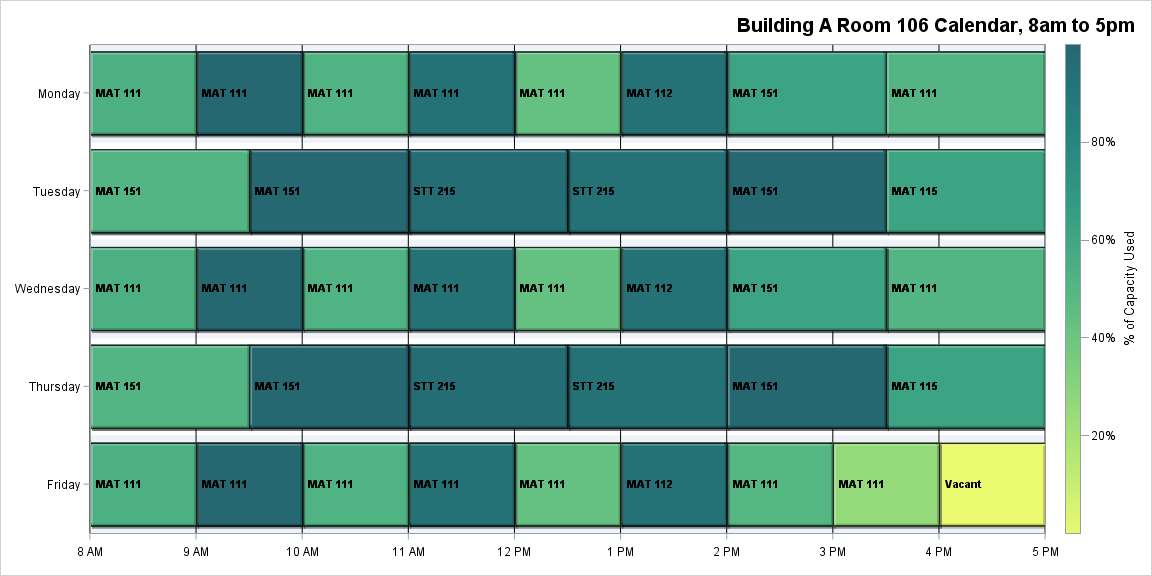 Building A Room 106 Calendar, 8am to 5pm
Monday MAT 111 MAT 111 MAT 111 MAT 111 MAT 111 MAT 112 MAT 151 MAT 111
80%
Tuesday MAT 151 MAT 151 STT 215 STT 215 MAT 151 MAT 115
60%
% of Capacity Used
Wednesday MAT 111 MAT 111 MAT 111 MAT 111 MAT 111 MAT 112 MAT 151 MAT 111
40%
Thursday MAT 151 MAT 151 STT 215 STT 215 MAT 151 MAT 115
20%
Friday MAT 111 MAT 111 MAT 111 MAT 111 MAT 111 MAT 112 MAT 111 MAT 111 Vacant
8 AM 9 AM 10 AM 11 AM 12 PM 1 PM 2 PM 3 PM 4 PM 5 PM